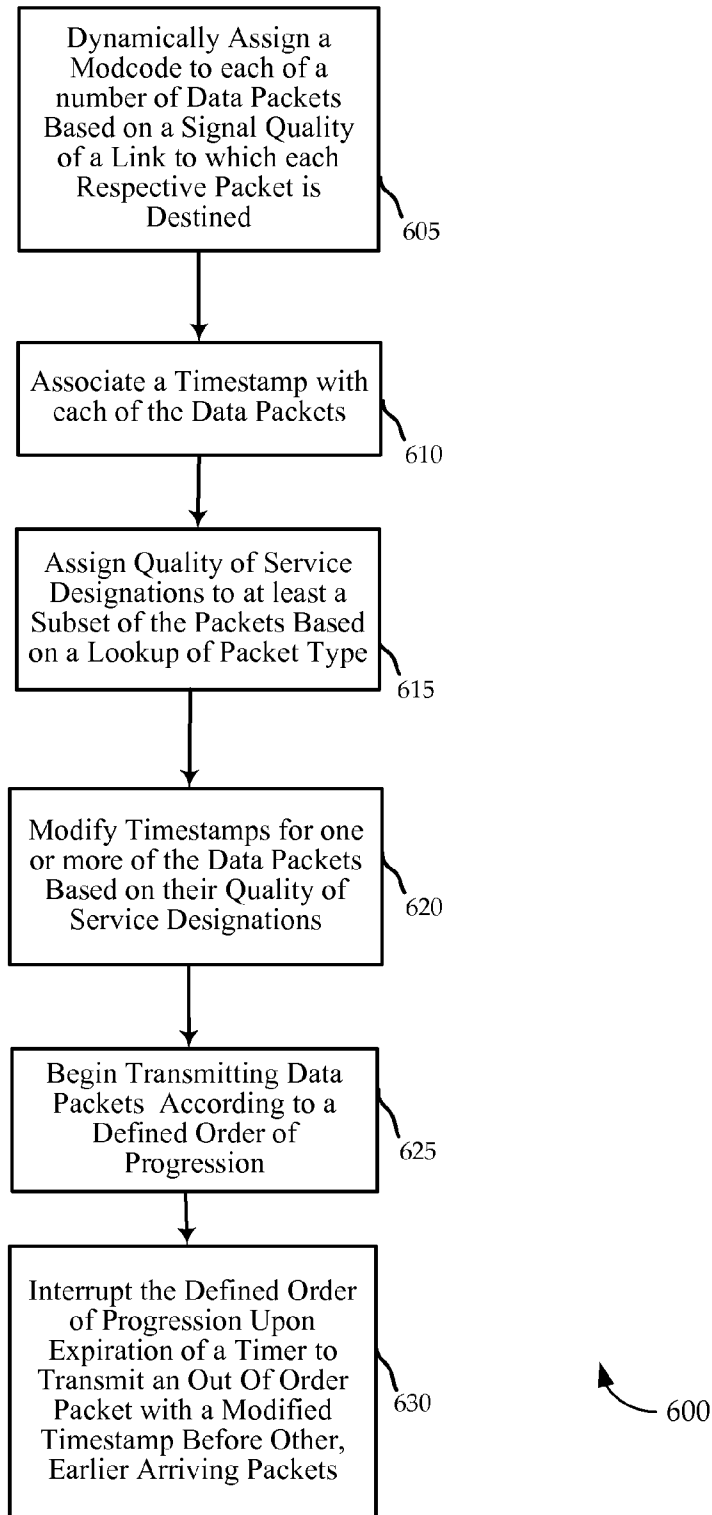 Dynamically Assign a
Modcode to each of a
number of Data Packets
Based on a Signal Quality
of a Link to which each
Respective Packet is
Destined
605
Associate a Timestamp with
each of the Data Packets
610
Assign Quality of Service
Designations to at least a
Subset of the Packets Based
on a Lookup of Packet Type
615
Modify Timestamps for one
or more of the Data Packets
Based on their Quality of
Service Designations
620
Begin Transmitting Data
Packets According to a
Defined Order of
Progression
625
Interrupt the Defined Order
of Progression Upon
Expiration of a Timer to
Transmit an Out Of Order
Packet with a Modified
Timestamp Before Other,
Earlier Arriving Packets
630
600